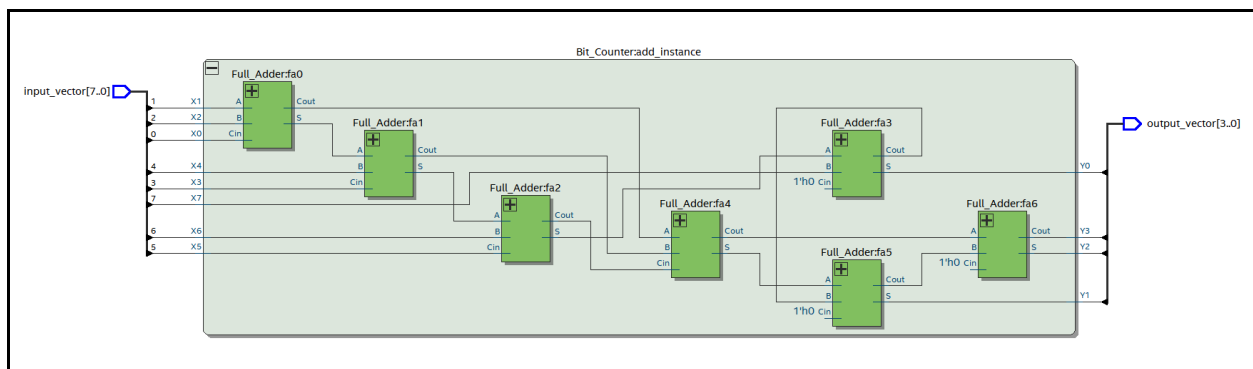 Bit_Counter:add_instance
input_vector[7..0]
1 X1
2 X2
0 X0
4 X4
3 X3
7 X7
6 X6
5 X5
Full_Adder:fa0
A Cout
B S
Cin
Full_Adder:fa1
A Cout
B S
Cin
Full_Adder:fa2
A Cout
B S
Cin
Full_Adder:fa4
A Cout
B S
Cin
Full_Adder:fa3
A Cout
B S
1'h0 Cin
Full_Adder:fa5
A Cout
B S
1'h0 Cin
Full_Adder:fa6
A Cout
B S
1'h0 Cin
Y0
Y3
Y2
Y1
output_vector[3..0]